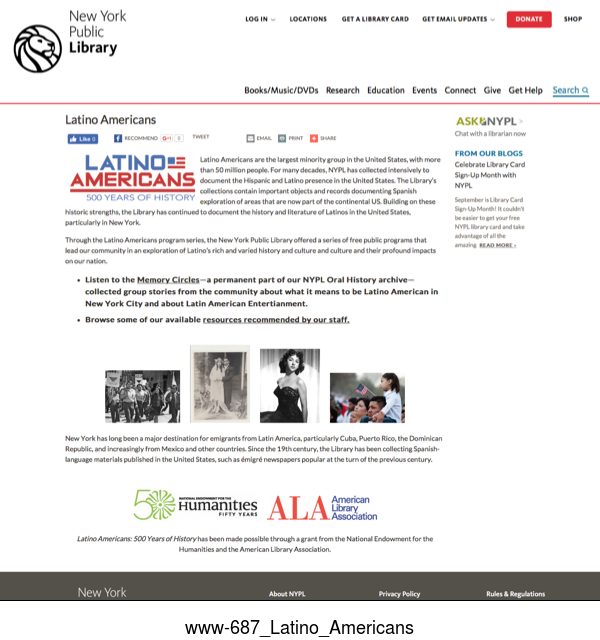 New York
Public
Library
LOG IN
LOCATIONS
GET A LIBRARY CARD
GET EMAIL UPDATES
DONATE
SHOP
Books/Music/DVDs Research Education Events Connect Give Get Help Search
Latino Americans
Like 0
RECOMMEND
G+1 0
TWEET
EMAIL
PRINT
SHARE
LATINO
AMERICANS
500 YEARS OF HISTORY
Latino Americans are the largest minority group in the United States, with more
than 50 million people. For many decades, NYPL has collected intensively to
document the Hispanic and Latino presence in the United States. The Library's
collections contain important objects and records documenting Spanish
exploration of areas that are now part of the continental US. Building on these
historic strengths, the Library has continued to document the history and literature of Latinos in the United States,
particularly in New York.
Through the Latino Americans program series, the New York Public Library offered a series of free public programs that
lead our community in an exploration of Latino's rich and varied history and culture and culture and their profound impacts
on our nation.
• Listen to the Memory Circles—a permanent part of our NYPL Oral History archive—
collected group stories from the community about what it means to be Latino American in
New York City and about Latin American Entertianment.
• Browse some of our available resources recommended by our staff.
New York has long been a major destination for emigrants from Latin America, particularly Cuba, Puerto Rico, the Dominican
Republic, and increasingly from Mexico and other countries. Since the 19th century, the Library has been collecting Spanish-
language materials published in the United States, such as émigré newspapers popular at the turn of the previous century.
50
NATIONAL ENDOWMENT FOR THE
Humanities
FIFTY YEARS
ALA American
Library
Association
Latino Americans: 500 Years of History has been made possible through a grant from the National Endowment for the
Humanities and the American Library Association.
ASK NYPL >
Chat with a librarian now
FROM OUR BLOGS
Celebrate Library Card
Sign-Up Month with
NYPL
September is Library Card
Sign-Up Month! It couldn't
be easier to get your free
NYPL library card and take
advantage of all the
amazing READ MORE ›
New York
About NYPL
Privacy Policy
Rules & Regulations
www-687_Latino_Americans